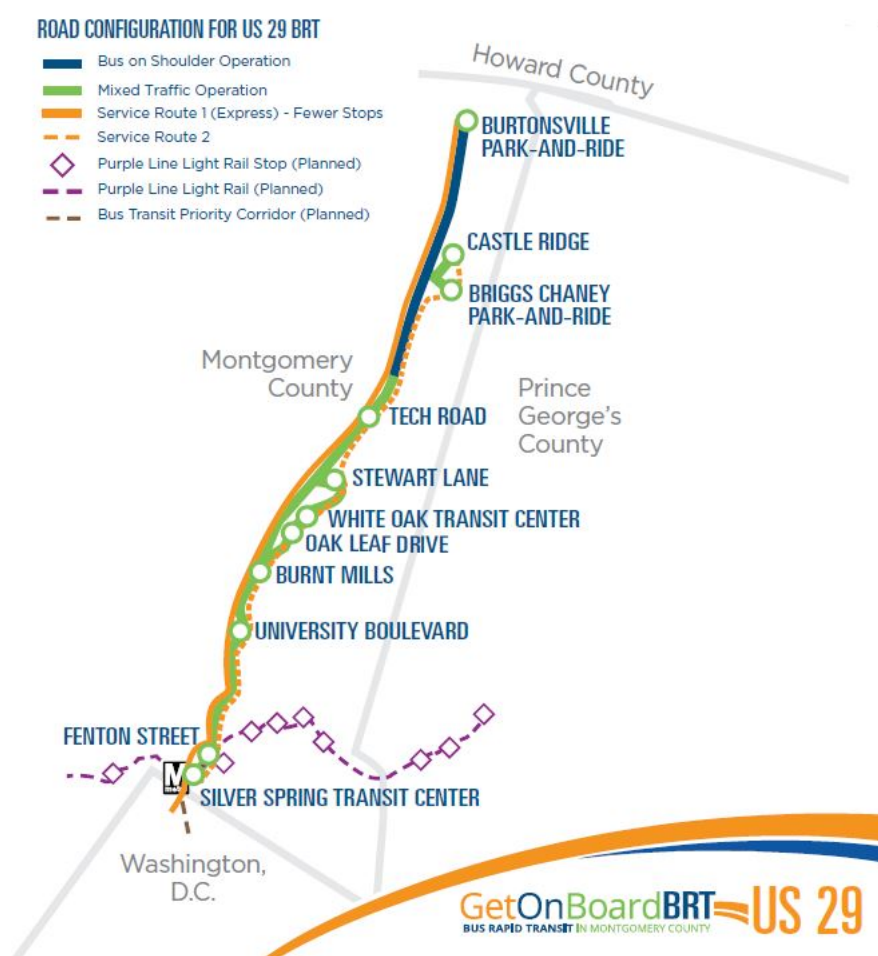 ROAD CONFIGURATION FOR US 29 BRT
Bus on Shoulder Operation
Mixed Traffic Operation
Service Route 1 (Express) - Fewer Stops
Service Route 2
Purple Line Light Rail Stop (Planned)
Purple Line Light Rail (Planned)
Bus Transit Priority Corridor (Planned)
Howard County
BURTONSVILLE
PARK-AND-RIDE
CASTLE RIDGE
BRIGGS CHANEY
PARK-AND-RIDE
Montgomery
County
Prince
George's
County
TECH ROAD
STEWART LANE
WHITE OAK TRANSIT CENTER
OAK LEAF DRIVE
BURNT MILLS
UNIVERSITY BOULEVARD
FENTON STREET
M
metro
SILVER SPRING TRANSIT CENTER
Washington,
D.C.
GetOnBoardBRT
BUS RAPID TRANSIT IN MONTGOMERY COUNTY
US 29